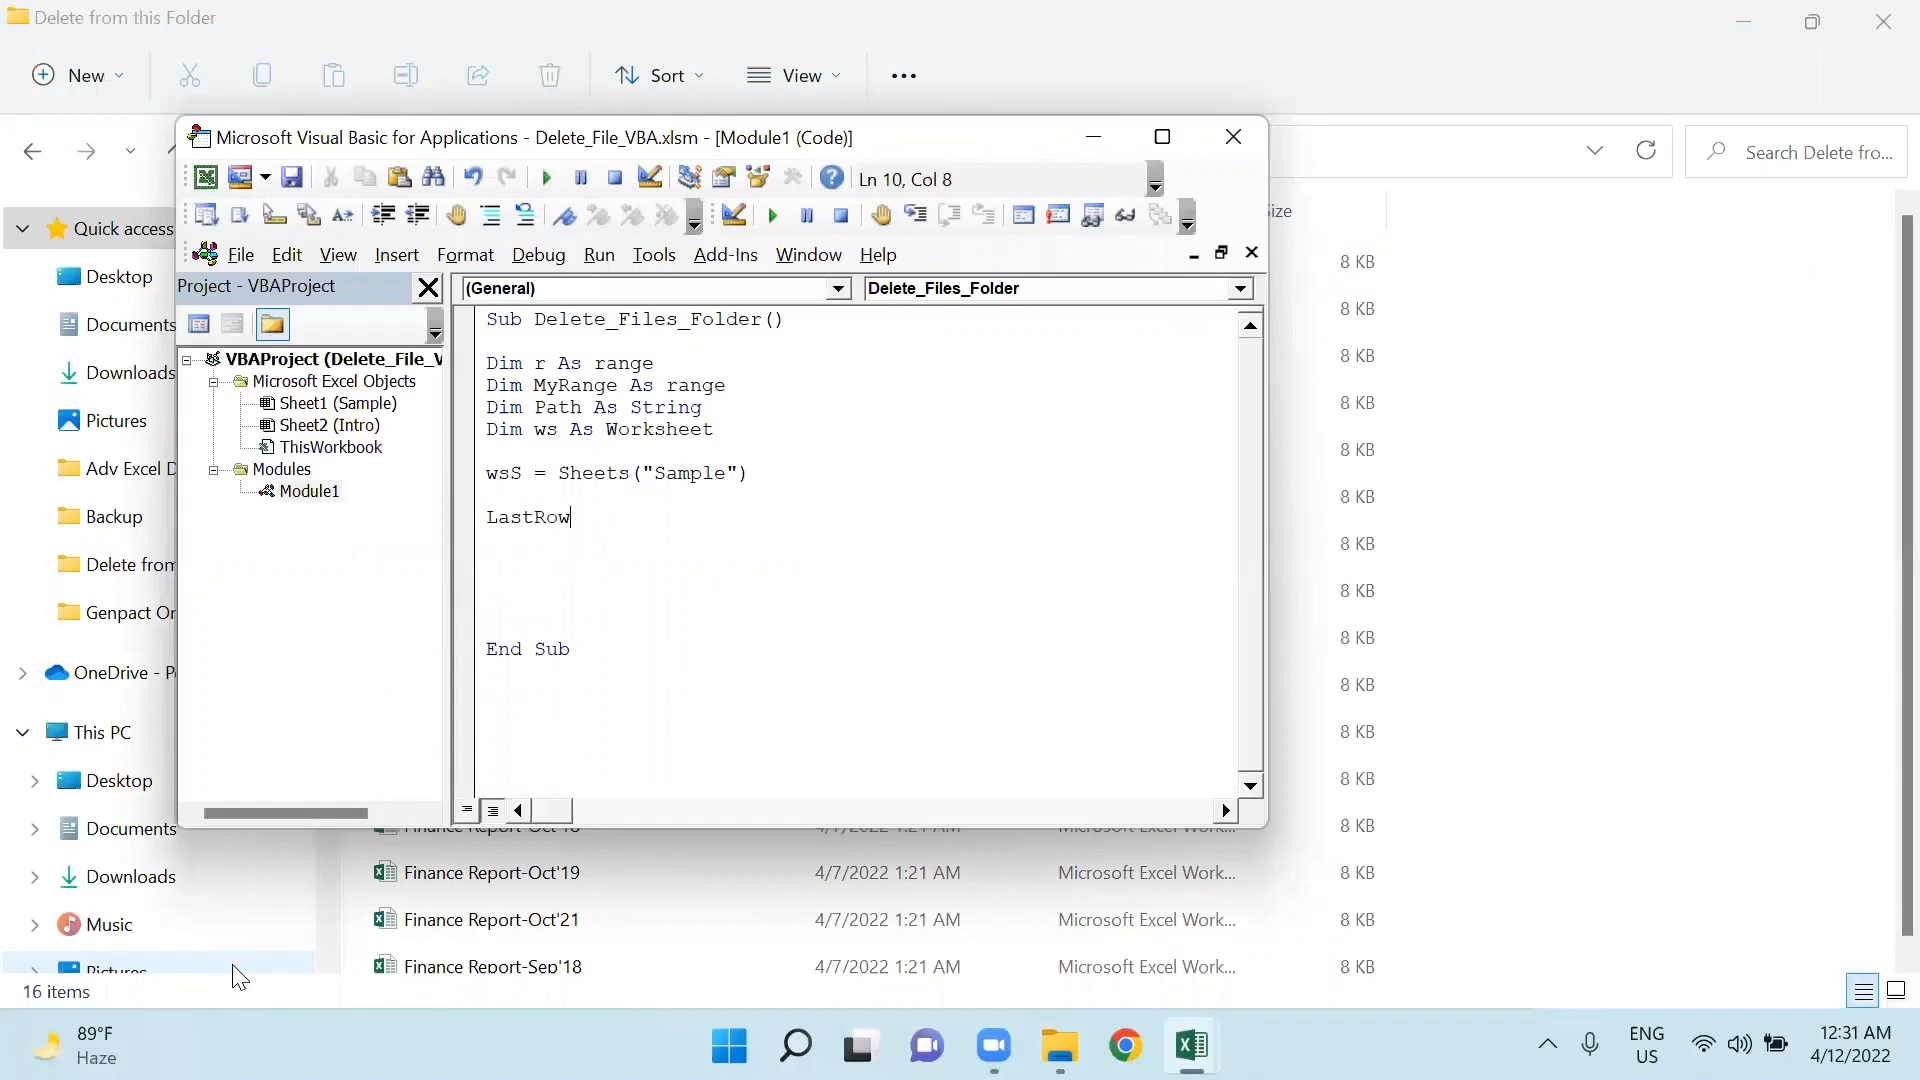 Delete from this Folder
New
Sort
View
Microsoft Visual Basic for Applications - Delete_File_VBA.xlsm - [Module1 (Code)]
Search Delete fro...
Ln 10, Col 8
File Edit View Insert Format Debug Run Tools Add-Ins Window Help
Project - VBAProject
(General)
Delete_Files_Folder
VBAProject (Delete_File_V
Microsoft Excel Objects
Sheet1 (Sample)
Sheet2 (Intro)
ThisWorkbook
Modules
Module1
Sub Delete_Files_Folder()
Dim r As range
Dim MyRange As range
Dim Path As String
Dim ws As Worksheet
wsS = Sheets("Sample")
LastRow
End Sub
Quick access
Desktop
Documents
Downloads
Pictures
Adv Excel D
Backup
Delete from
Genpact Or
OneDrive - P
This PC
Desktop
Documents
Downloads
Music
Pictures
16 items
8 KB
8 KB
8 KB
8 KB
8 KB
8 KB
8 KB
8 KB
8 KB
8 KB
8 KB
8 KB
8 KB
Finance Report-Oct'19 4/7/2022 1:21 AM Microsoft Excel Work... 8 KB
Finance Report-Oct'21 4/7/2022 1:21 AM Microsoft Excel Work... 8 KB
Finance Report-Sep'18 4/7/2022 1:21 AM Microsoft Excel Work... 8 KB
89°F
Haze
ENG
US
12:31 AM
4/12/2022